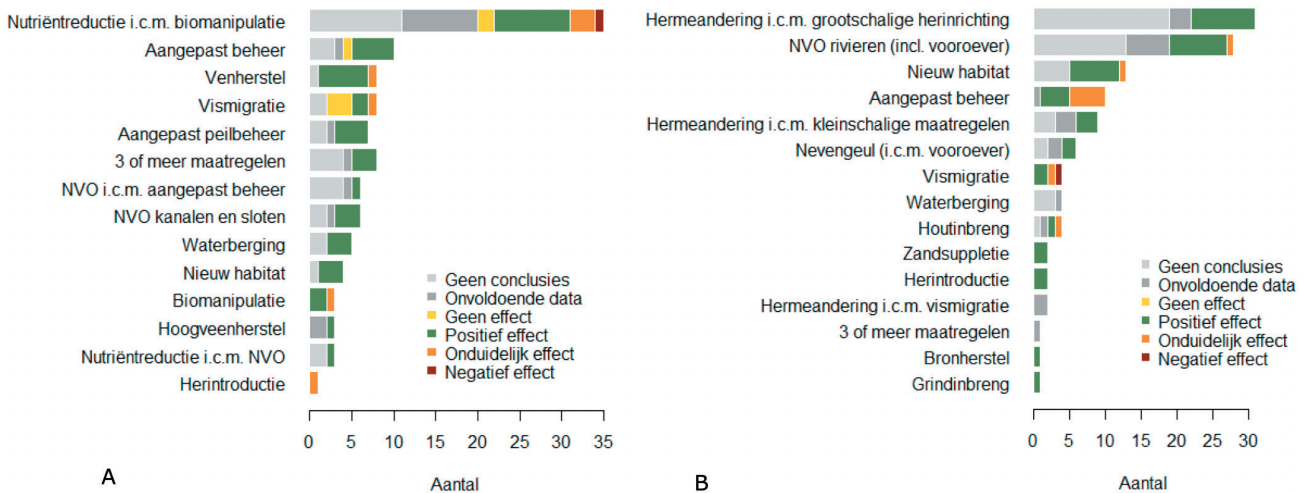 Nutriëntreductie i.c.m. biomanipulatie
Aangepast beheer
Venherstel
Vismigratie
Aangepast peilbeheer
3 of meer maatregelen
NVO i.c.m. aangepast beheer
NVO kanalen en sloten
Waterberging
Nieuw habitat
Biomanipulatie
Hoogveenherstel
Nutriëntreductie i.c.m. NVO
Herintroductie
Geen conclusies
Onvoldoende data
Geen effect
Positief effect
Onduidelijk effect
Negatief effect
0 5 10 15 20 25 30 35
Aantal
A
Hermeandering i.c.m. grootschalige herinrichting
NVO rivieren (incl. vooroever)
Nieuw habitat
Aangepast beheer
Hermeandering i.c.m. kleinschalige maatregelen
Nevengeul (i.c.m. vooroever)
Vismigratie
Waterberging
Houtinbreng
Zandsuppletie
Herintroductie
Hermeandering i.c.m. vismigratie
3 of meer maatregelen
Bronherstel
Grindinbreng
Geen conclusies
Onvoldoende data
Geen effect
Positief effect
Onduidelijk effect
Negatief effect
0 5 10 15 20 25 30
Aantal
B